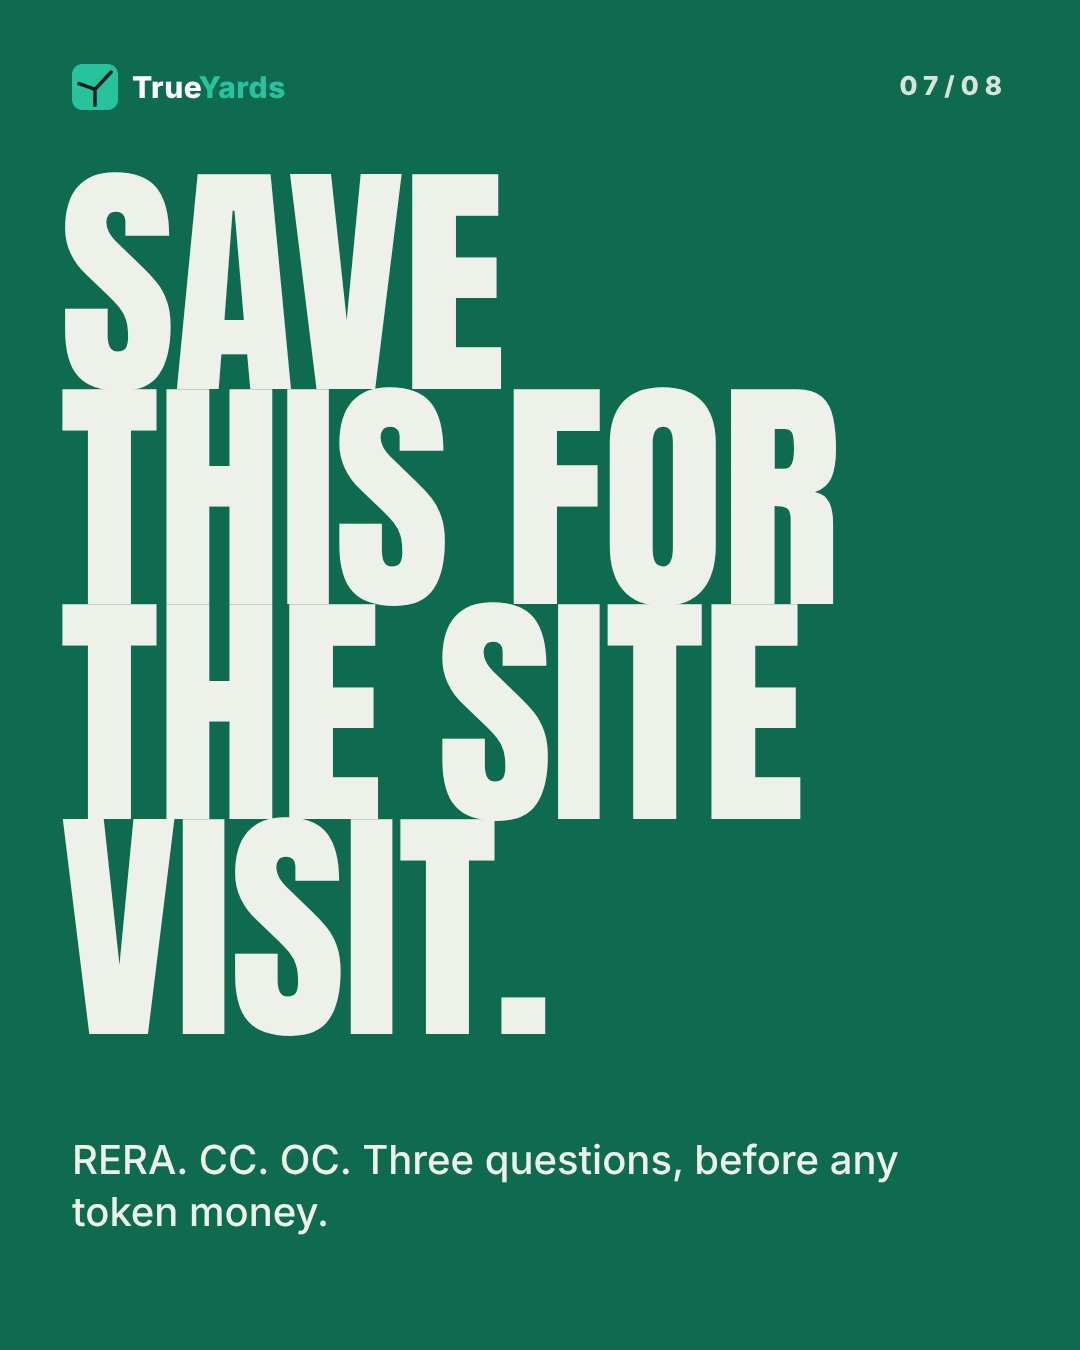 TrueYards
07/08
SAVE
THIS FOR
THE SITE
VISIT.
RERA. CC. OC. Three questions, before any
token money.